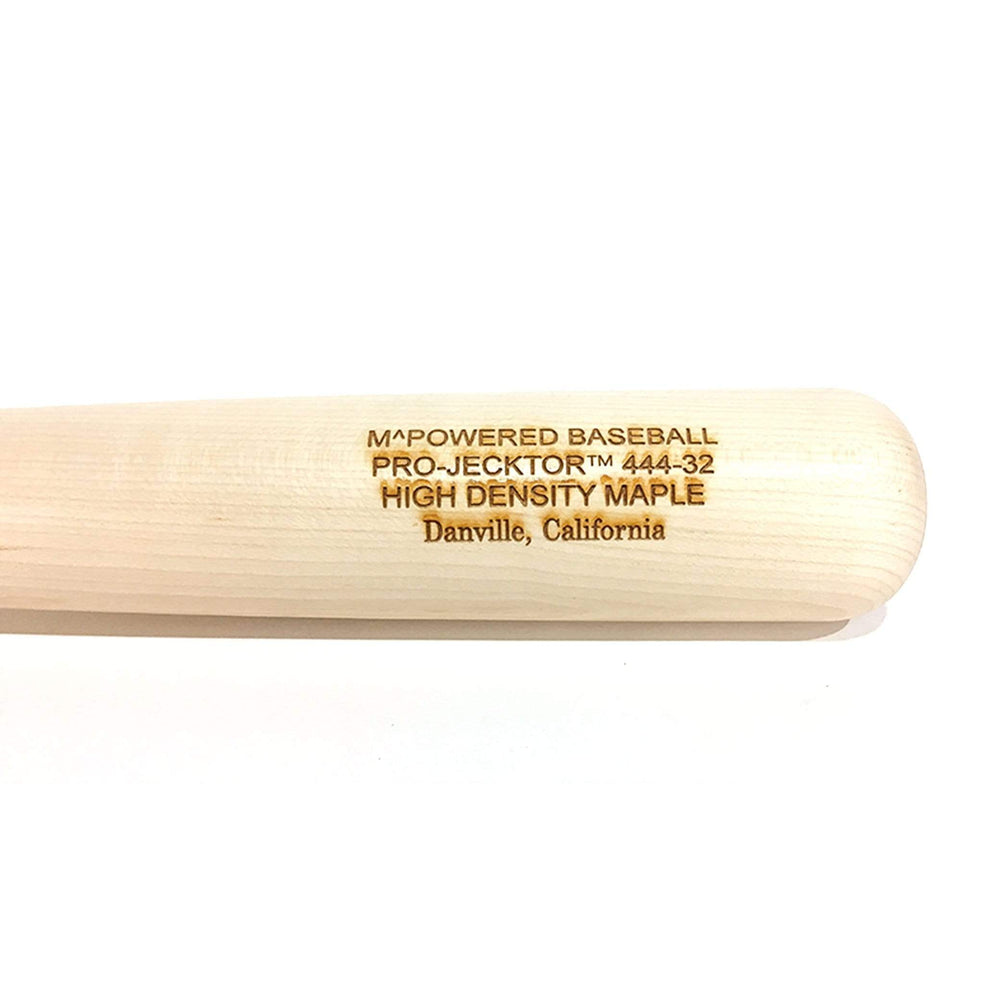 M^POWERED BASEBALL
PRO-JECKTOR™ 444-32
HIGH DENSITY MAPLE
Danville, California